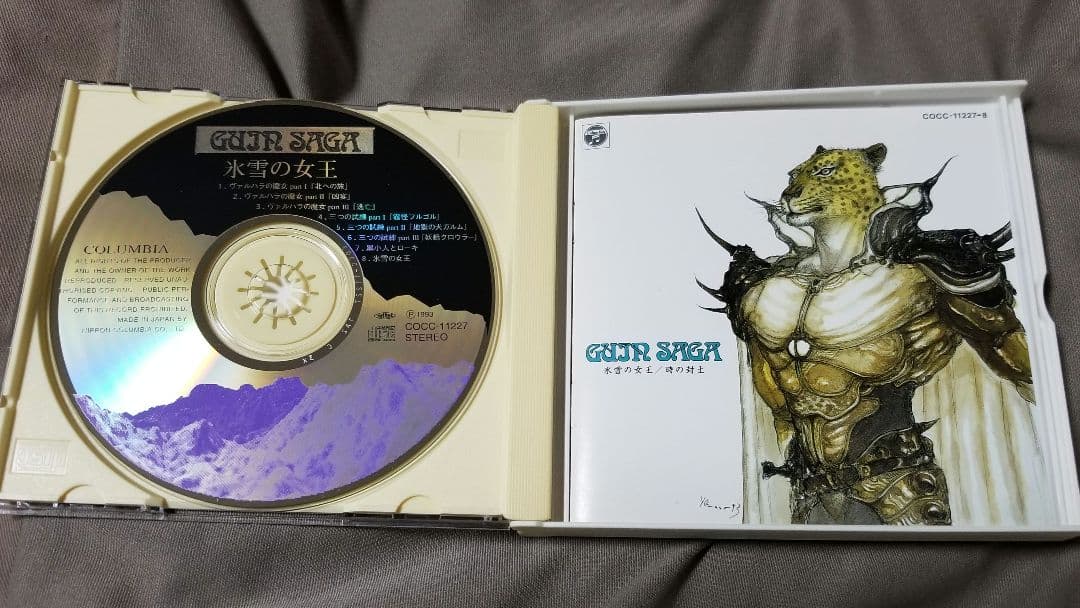 GUIN SAGA
氷雪の女王
1. ヴァルハラの魔女 part I「北への旅」
2. ヴァルハラの魔女 part II「凶宴」
3. ヴァルハラの魔女 part III「逃亡」
4. 三つの試練 part I「霜怪フルゴル」
5. 三つの試練 part II「地獄の犬ガルム」
6. 三つの試練 part III「妖蛆クロウラー」
7. 黒小人とローキ
8. 氷雪の女王
COLUMBIA
ALL RIGHTS OF THE PRODUCER
AND THE OWNER OF THE WORK
REPRODUCED RESERVED UNAU-
THORISED COPYING PUBLIC PER-
FORMANCE AND BROADCASTING
OF THIS RECORD PROHIBITED.
MADE IN JAPAN BY
NIPPON COLUMBIA CO., LTD.
Ⓟ 1993
COCC-11227
STEREO
COCC-11227~8
GUIN SAGA
氷雪の女王/時の封土